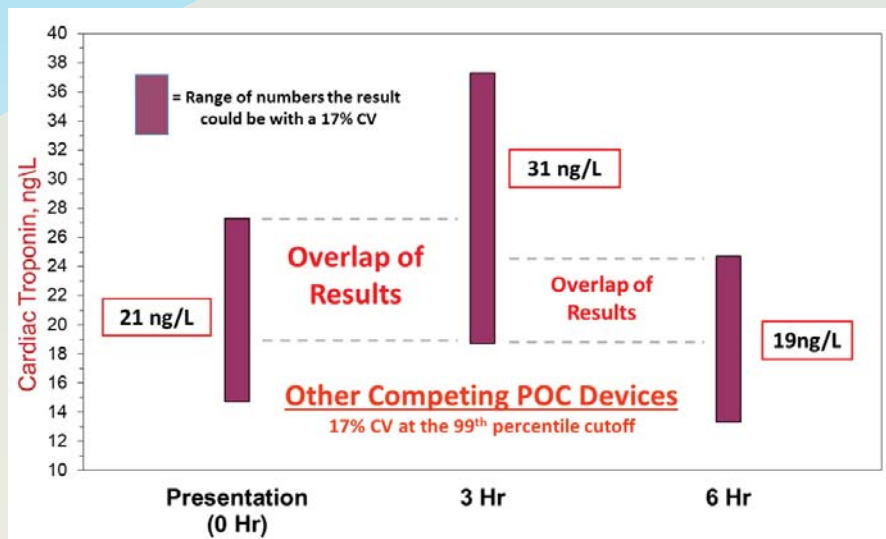 40
38
36
34
32
30
28
26
24
22
20
18
16
14
12
10
Cardiac Troponin, ng\L
= Range of numbers the result
could be with a 17% CV
31 ng/L
Overlap of
Results
Overlap of
Results
21 ng/L
19ng/L
Other Competing POC Devices
17% CV at the 99th percentile cutoff
Presentation
(0 Hr)
3 Hr
6 Hr